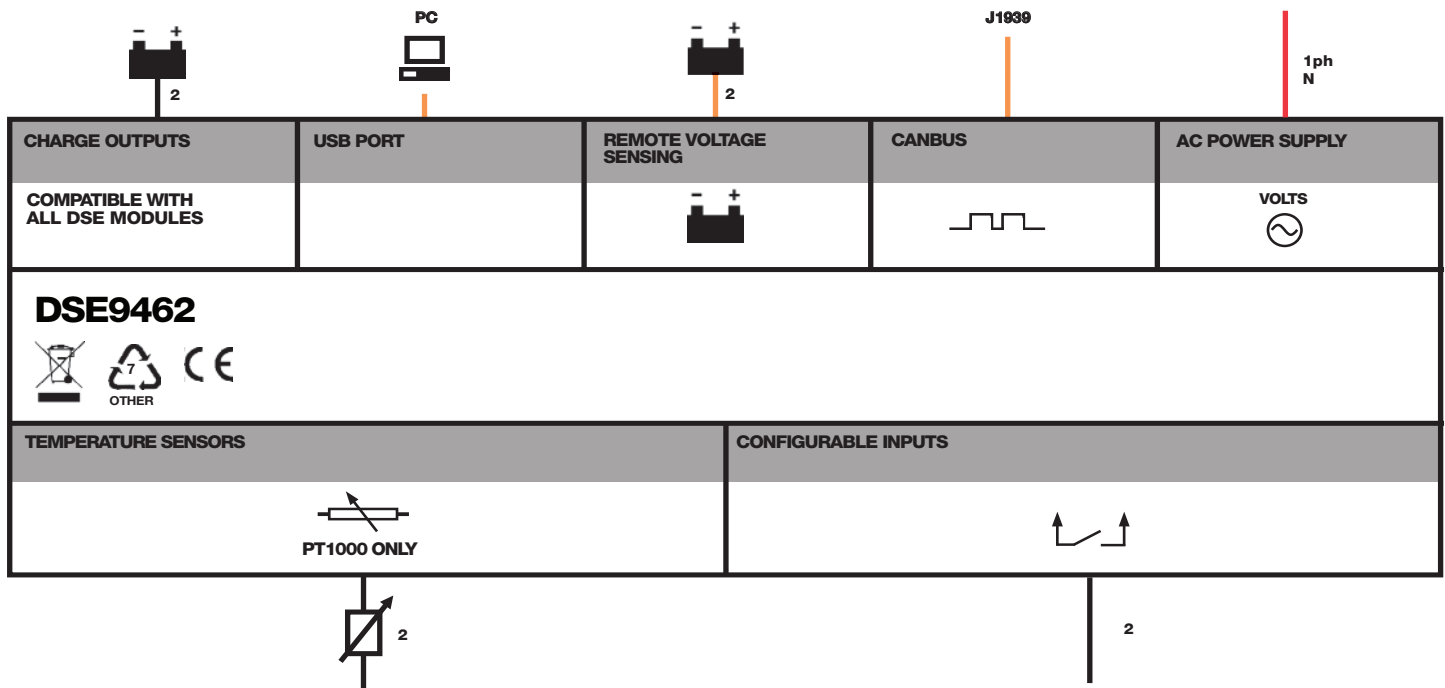 PC
J1939
- +
- +
2
2
1ph
N
CHARGE OUTPUTS
USB PORT
REMOTE VOLTAGE
SENSING
CANBUS
AC POWER SUPPLY
COMPATIBLE WITH
ALL DSE MODULES
- +
VOLTS
DSE9462
7
CE
OTHER
TEMPERATURE SENSORS
CONFIGURABLE INPUTS
PT1000 ONLY
2
2